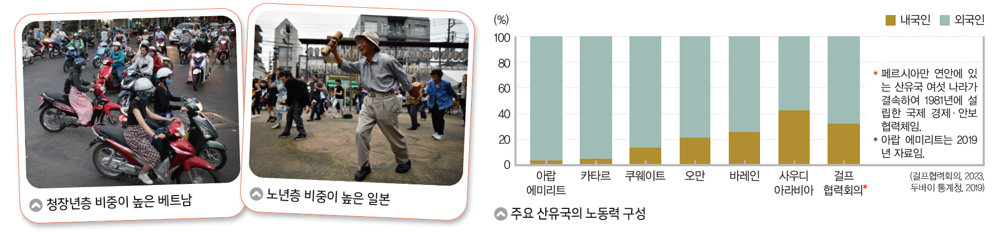 청장년층 비중이 높은 베트남
노년층 비중이 높은 일본
(%)
내국인
외국인
100
80
60
40
20
0
아랍
에미리트
카타르
쿠웨이트
오만
바레인
사우디
아라비아
걸프
협력회의*
* 페르시아만 연안에 있
는 산유국 여섯 나라가
결속하여 1981년에 설
립한 국제 경제·안보
협력체임.
* 아랍 에미리트는 2019
년 자료임.
(걸프협력회의, 2023,
두바이 통계청, 2019)
주요 산유국의 노동력 구성